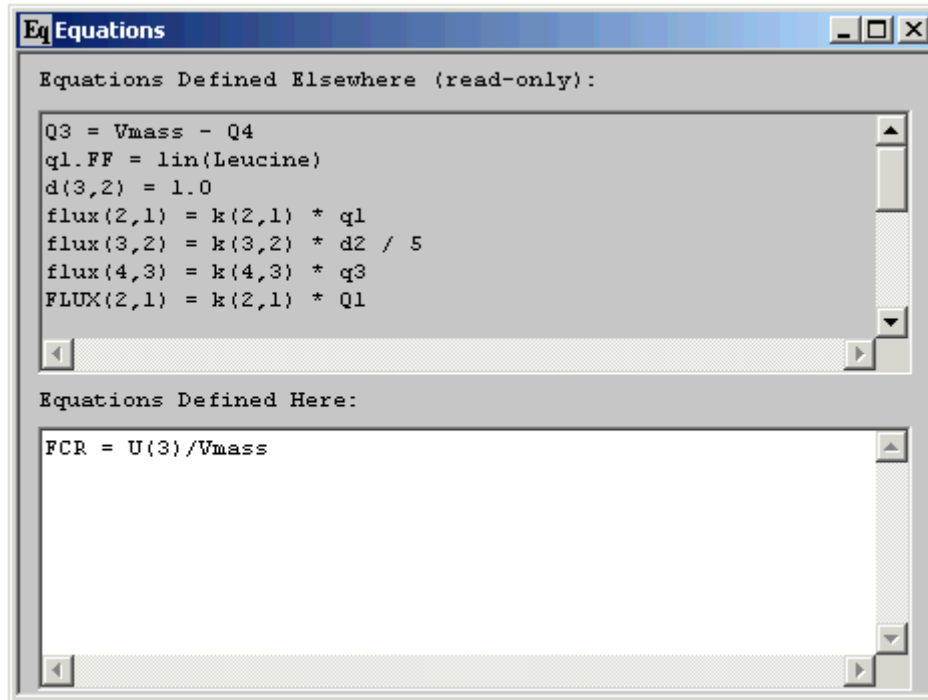 Eq Equations
Equations Defined Elsewhere (read-only):
Q3 = Vmass - Q4
q1.FF = lin(Leucine)
d(3,2) = 1.0
flux(2,1) = k(2,1) * q1
flux(3,2) = k(3,2) * d2 / 5
flux(4,3) = k(4,3) * q3
FLUX(2,1) = k(2,1) * Q1
Equations Defined Here:
FCR = U(3)/Vmass